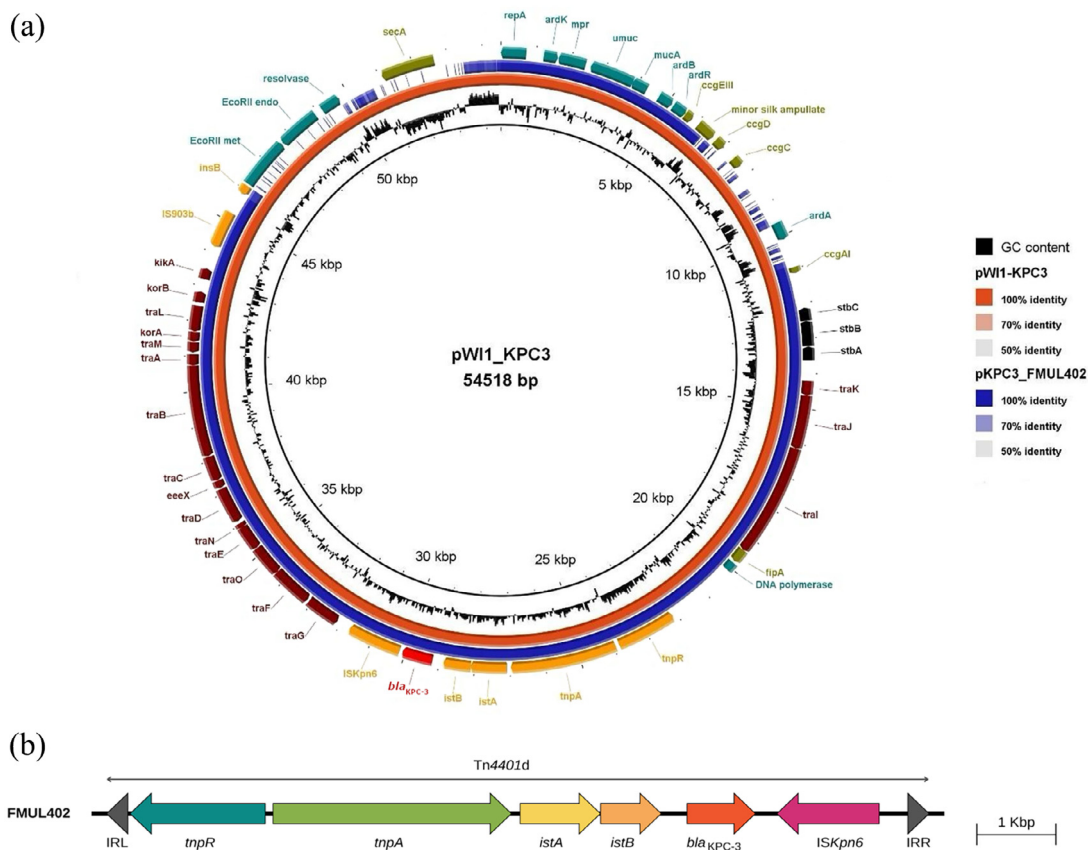 (a)
repA
ardK
mpr
umuc
mucA
ardB
ardR
ccgEIII
minor silk ampullate
ccgD
ccgC
ardA
ccgAI
stbC
stbB
stbA
traK
traJ
traI
fipA
DNA polymerase
tnpR
tnpA
istA
istB
blaKPC-3
ISKpn6
traG
traF
traO
traE
traN
traD
eeeX
traC
traB
traA
traM
korA
traL
korB
kikA
IS903b
insB
EcoRII met
EcoRII endo
resolvase
secA
5 kbp
10 kbp
15 kbp
20 kbp
25 kbp
30 kbp
35 kbp
40 kbp
45 kbp
50 kbp
pWI1_KPC3
54518 bp
GC content
pWI1-KPC3
100% identity
70% identity
50% identity
pKPC3_FMUL402
100% identity
70% identity
50% identity
(b)
Tn4401d
FMUL402
IRL
tnpR
tnpA
istA
istB
blaKPC-3
ISKpn6
IRR
1 Kbp